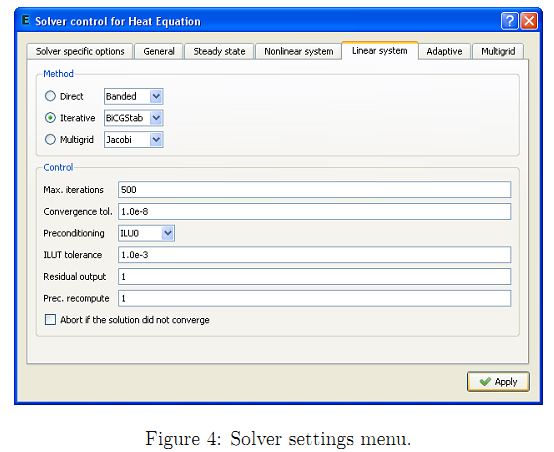 Solver control for Heat Equation
Solver specific options General Steady state Nonlinear system Linear system Adaptive Multigrid
Method
Direct Banded
Iterative BiCGStab
Multigrid Jacobi
Control
Max. iterations 500
Convergence tol. 1.0e-8
Preconditioning ILU0
ILUT tolerance 1.0e-3
Residual output 1
Prec. recompute 1
Abort if the solution did not converge
Apply
Figure 4: Solver settings menu.